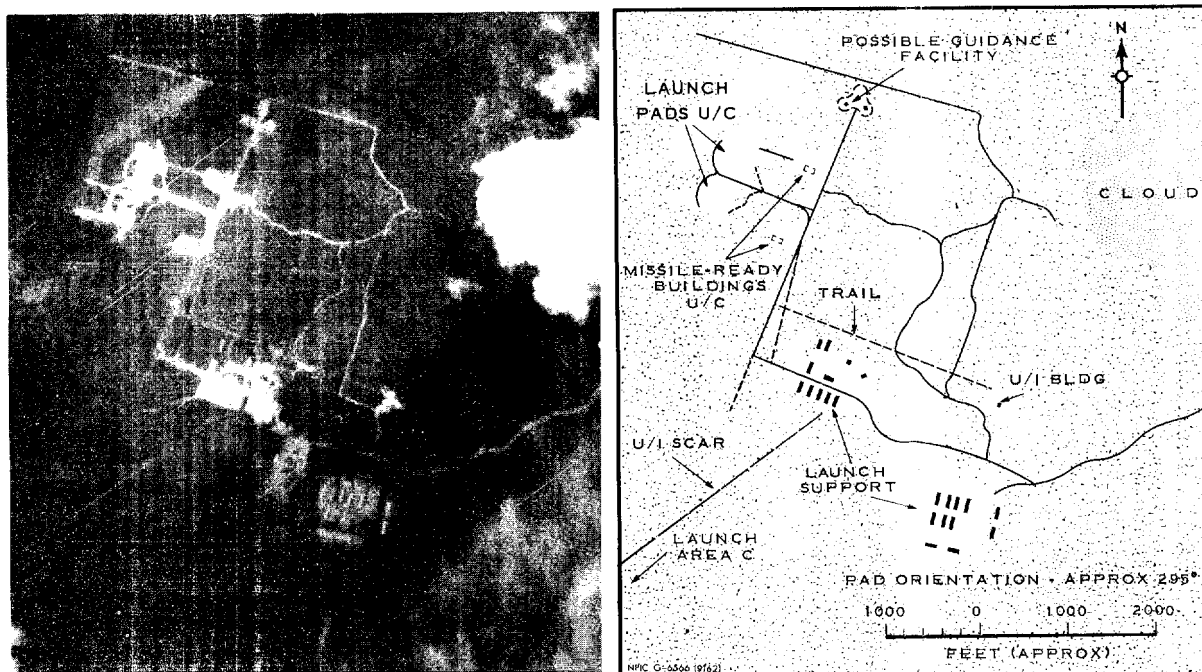 N
POSSIBLE GUIDANCE
FACILITY
LAUNCH
PADS U/C
CLOUD
MISSILE-READY
BUILDINGS
U/C
TRAIL
U/I BLDG
U/I SCAR
LAUNCH
SUPPORT
LAUNCH
AREA C
PAD ORIENTATION - APPROX 295°
1000 0 1000 2000
FEET (APPROX)
NPIC G-6566 (9/62)